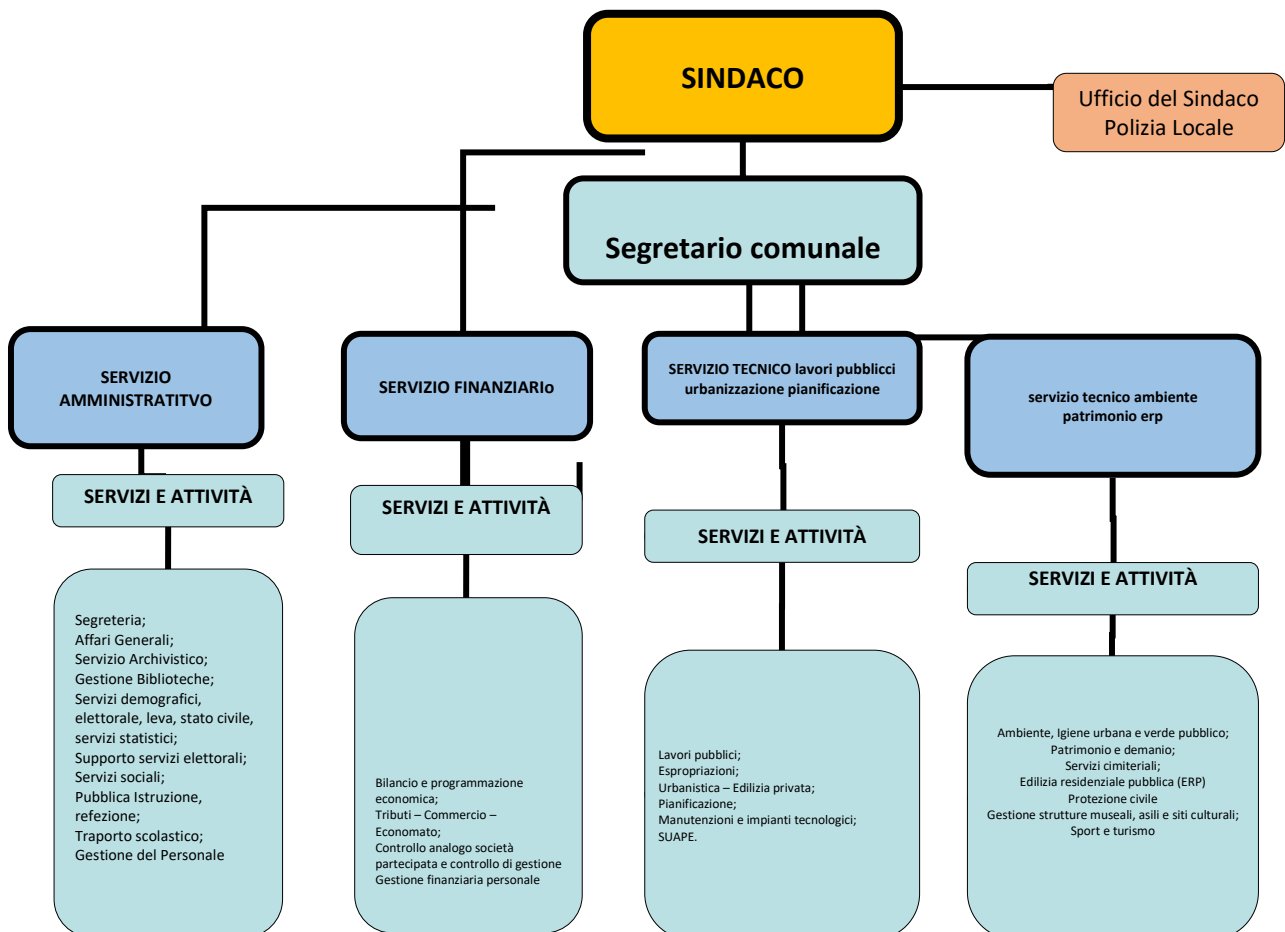 SINDACO
Ufficio del Sindaco
Polizia Locale
Segretario comunale
SERVIZIO
AMMINISTRATITVO
SERVIZIO FINANZIARIo
SERVIZIO TECNICO lavori pubblicci
urbanizzazione pianificazione
servizio tecnico ambiente
patrimonio erp
SERVIZI E ATTIVITÀ
SERVIZI E ATTIVITÀ
SERVIZI E ATTIVITÀ
SERVIZI E ATTIVITÀ
Segreteria;
Affari Generali;
Servizio Archivistico;
Gestione Biblioteche;
Servizi demografici,
elettorale, leva, stato civile,
servizi statistici;
Supporto servizi elettorali;
Servizi sociali;
Pubblica Istruzione,
refezione;
Traporto scolastico;
Gestione del Personale
Bilancio e programmazione
economica;
Tributi – Commercio –
Economato;
Controllo analogo società
partecipata e controllo di gestione
Gestione finanziaria personale
Lavori pubblici;
Espropriazioni;
Urbanistica – Edilizia privata;
Pianificazione;
Manutenzioni e impianti tecnologici;
SUAPE.
Ambiente, Igiene urbana e verde pubblico;
Patrimonio e demanio;
Servizi cimiteriali;
Edilizia residenziale pubblica (ERP)
Protezione civile
Gestione strutture museali, asili e siti culturali;
Sport e turismo